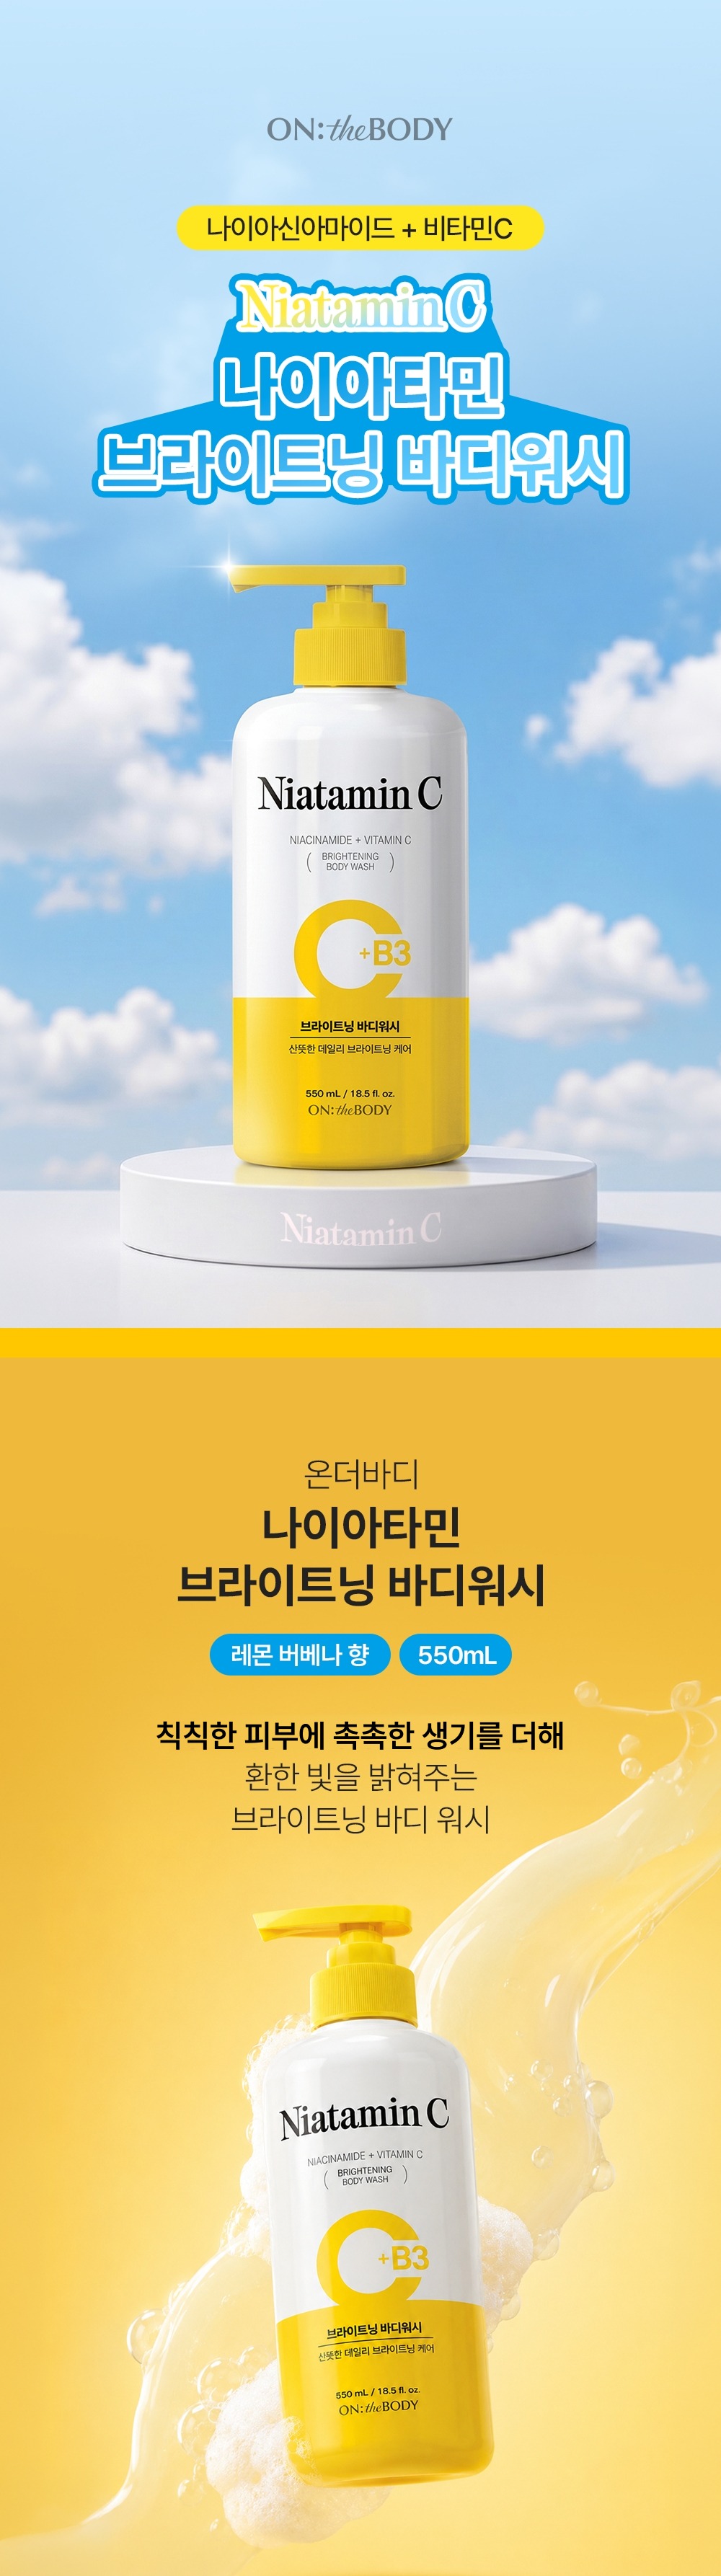 ON:theBODY
나이아신아마이드 + 비타민C
Niatamin C
나이아타민
브라이트닝 바디워시
Niatamin C
NIACINAMIDE + VITAMIN C
( BRIGHTENING
BODY WASH )
C+B3
브라이트닝 바디워시
산뜻한 데일리 브라이트닝 케어
550 mL / 18.5 fl. oz.
ON:theBODY
Niatamin C
온더바디
나이아타민
브라이트닝 바디워시
레몬 버베나 향 550mL
칙칙한 피부에 촉촉한 생기를 더해
환한 빛을 밝혀주는
브라이트닝 바디 워시
Niatamin C
NIACINAMIDE + VITAMIN C
( BRIGHTENING
BODY WASH )
C+B3
브라이트닝 바디워시
산뜻한 데일리 브라이트닝 케어
550 mL / 18.5 fl. oz.
ON:theBODY